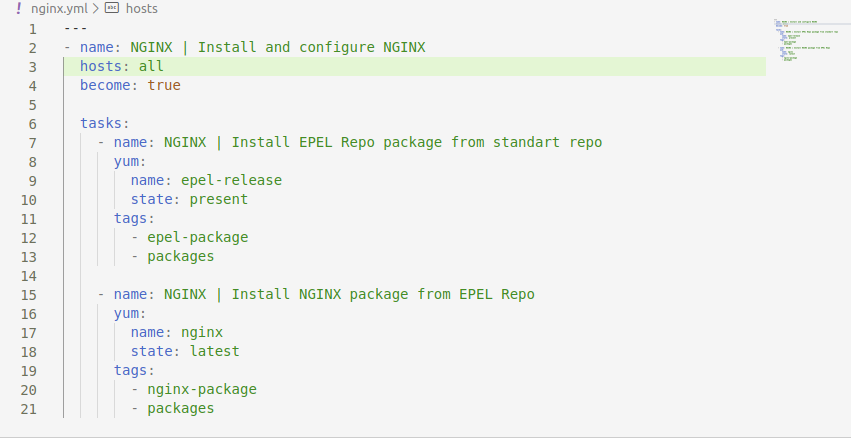 ! nginx.yml > abc hosts
1 ---
2 - name: NGINX | Install and configure NGINX
3   hosts: all
4   become: true
5
6   tasks:
7     - name: NGINX | Install EPEL Repo package from standart repo
8       yum:
9         name: epel-release
10         state: present
11       tags:
12         - epel-package
13         - packages
14
15     - name: NGINX | Install NGINX package from EPEL Repo
16       yum:
17         name: nginx
18         state: latest
19       tags:
20         - nginx-package
21         - packages